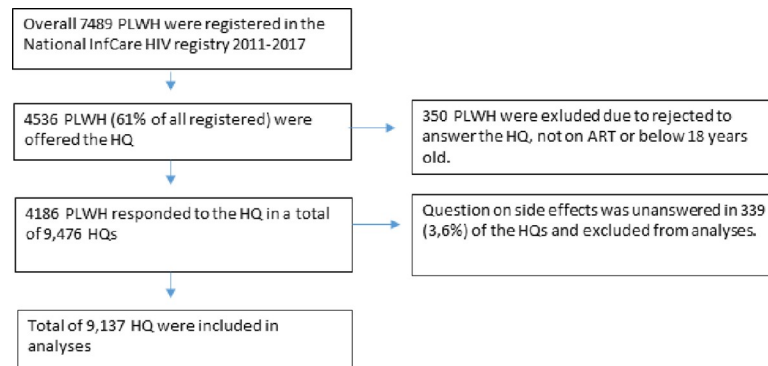 Overall 7489 PLWH were registered in the
National InfCare HIV registry 2011-2017
4536 PLWH (61% of all registered) were
offered the HQ
350 PLWH were exluded due to rejected to
answer the HQ, not on ART or below 18 years
old.
4186 PLWH responded to the HQ in a total
of 9,476 HQs
Question on side effects was unanswered in 339
(3,6%) of the HQs and excluded from analyses.
Total of 9,137 HQ were included in
analyses